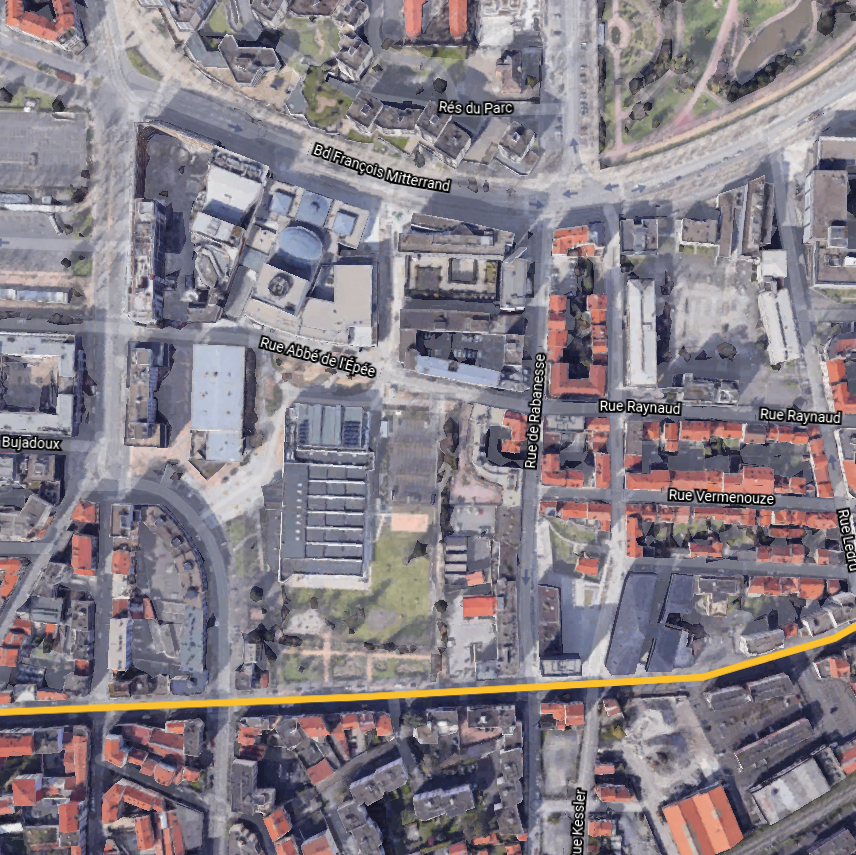 Rés du Parc
Bd François Mitterrand
Rue Abbé de l'Épée
Rue de Rabanesse
Rue Raynaud
Rue Raynaud
Bujadoux
Rue Vermenouze
Rue Ledru
ue Kessler